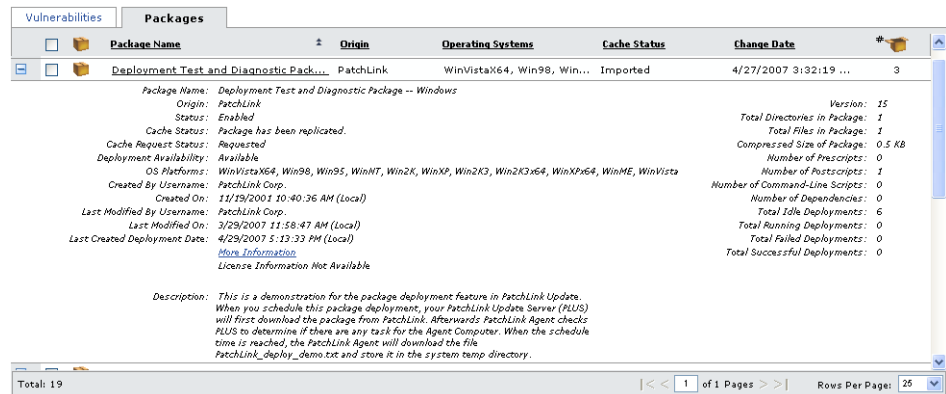 Vulnerabilities Packages
Package Name Origin Operating Systems Cache Status Change Date #
Deployment Test and Diagnostic Pack... PatchLink WinVistaX64, Win98, Win... Imported 4/27/2007 3:32:19 ... 3
Package Name: Deployment Test and Diagnostic Package -- Windows
Origin: PatchLink Version: 15
Status: Enabled Total Directories in Package: 1
Cache Status: Package has been replicated. Total Files in Package: 1
Cache Request Status: Requested Compressed Size of Package: 0.5 KB
Deployment Availability: Available Number of Prescripts: 0
OS Platforms: WinVistaX64, Win98, Win95, WinNT, Win2K, WinXP, Win2K3, Win2K3x64, WinXPx64, WinME, WinVista Number of Postscripts: 1
Created By Username: PatchLink Corp. Number of Command-Line Scripts: 0
Created On: 11/19/2001 10:40:36 AM (Local) Number of Dependencies: 0
Last Modified By Username: PatchLink Corp. Total Idle Deployments: 6
Last Modified On: 3/29/2007 11:58:47 AM (Local) Total Running Deployments: 0
Last Created Deployment Date: 4/29/2007 5:13:33 PM (Local) Total Failed Deployments: 0
More Information Total Successful Deployments: 0
License Information Not Available
Description: This is a demonstration for the package deployment feature in PatchLink Update.
When you schedule this package deployment, your PatchLink Update Server (PLUS)
will first download the package from PatchLink. Afterwards PatchLink Agent checks
PLUS to determine if there are any task for the Agent Computer. When the schedule
time is reached, the PatchLink Agent will download the file
PatchLink_deploy_demo.txt and store it in the system temp directory.
Total: 19 |< < 1 of 1 Pages > >| Rows Per Page: 25